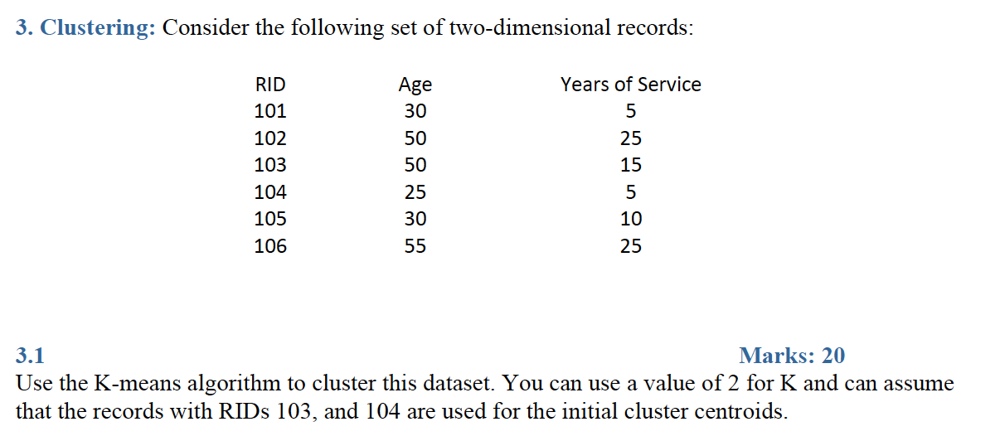 3. Clustering: Consider the following set of two-dimensional records:
RID Age Years of Service
101 30 5
102 50 25
103 50 15
104 25 5
105 30 10
106 55 25
3.1 Marks: 20
Use the K-means algorithm to cluster this dataset. You can use a value of 2 for K and can assume
that the records with RIDs 103, and 104 are used for the initial cluster centroids.